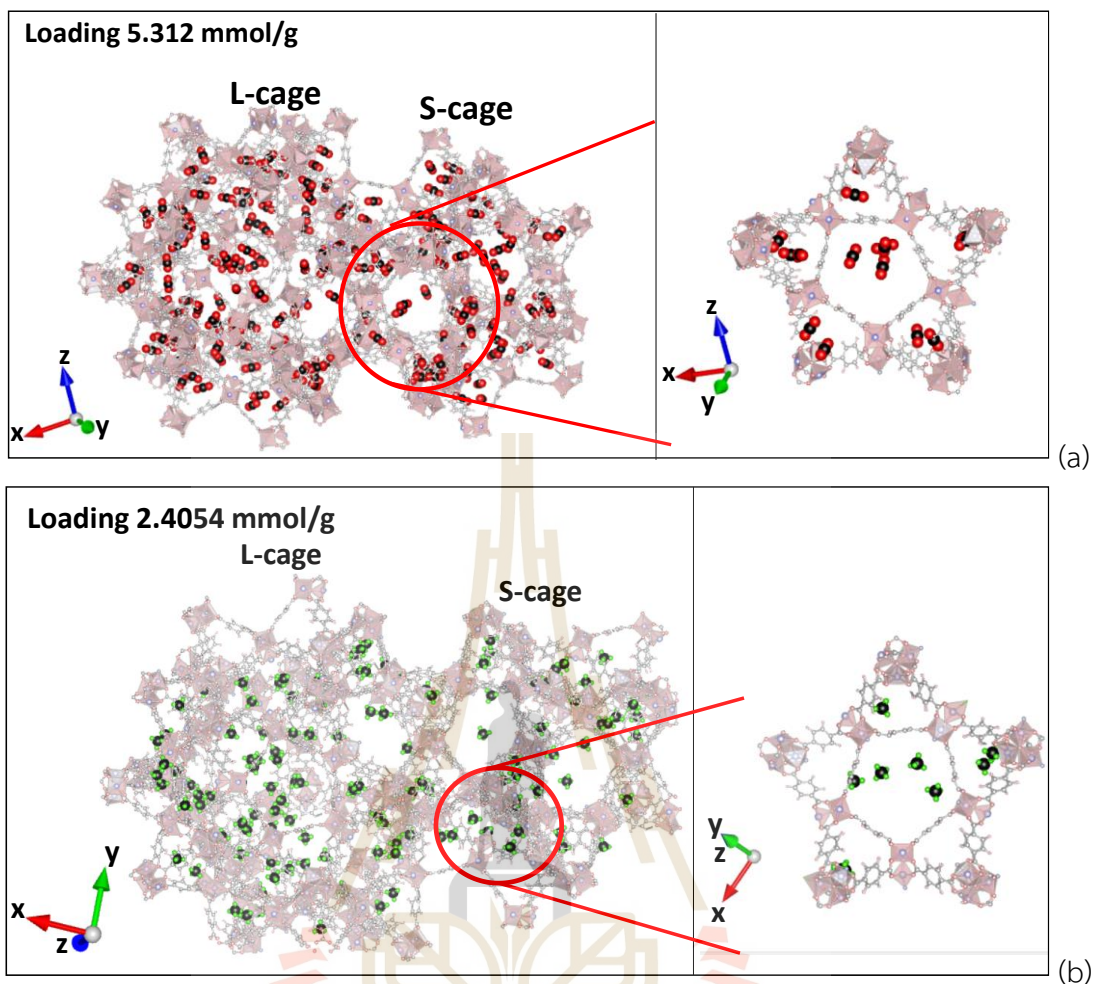 Loading 5.312 mmol/g
L-cage
S-cage
z
x
y
z
x
y
(a)
Loading 2.4054 mmol/g
L-cage
S-cage
y
x
z
y
z
x
(b)